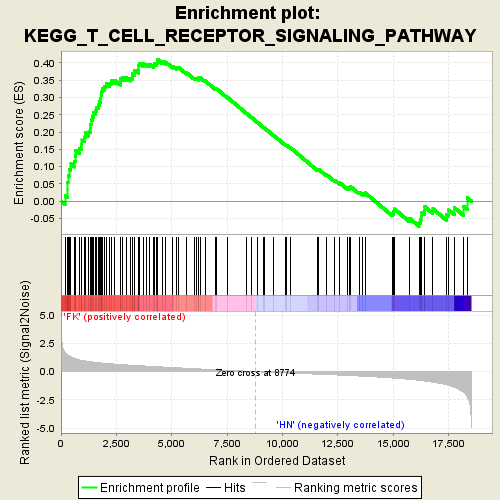 Enrichment plot:
KEGG_T_CELL_RECEPTOR_SIGNALING_PATHWAY
Enrichment score (ES)
0.40
0.35
0.30
0.25
0.20
0.15
0.10
0.05
0.00
-0.05
Ranked list metric (Signal2Noise)
5.0
2.5
0.0
-2.5
-5.0
'FK' (positively correlated)
Zero cross at 8774
'HN' (negatively correlated)
0
2,500
5,000
7,500
10,000
12,500
15,000
17,500
Rank in Ordered Dataset
Enrichment profile
Hits
Ranking metric scores